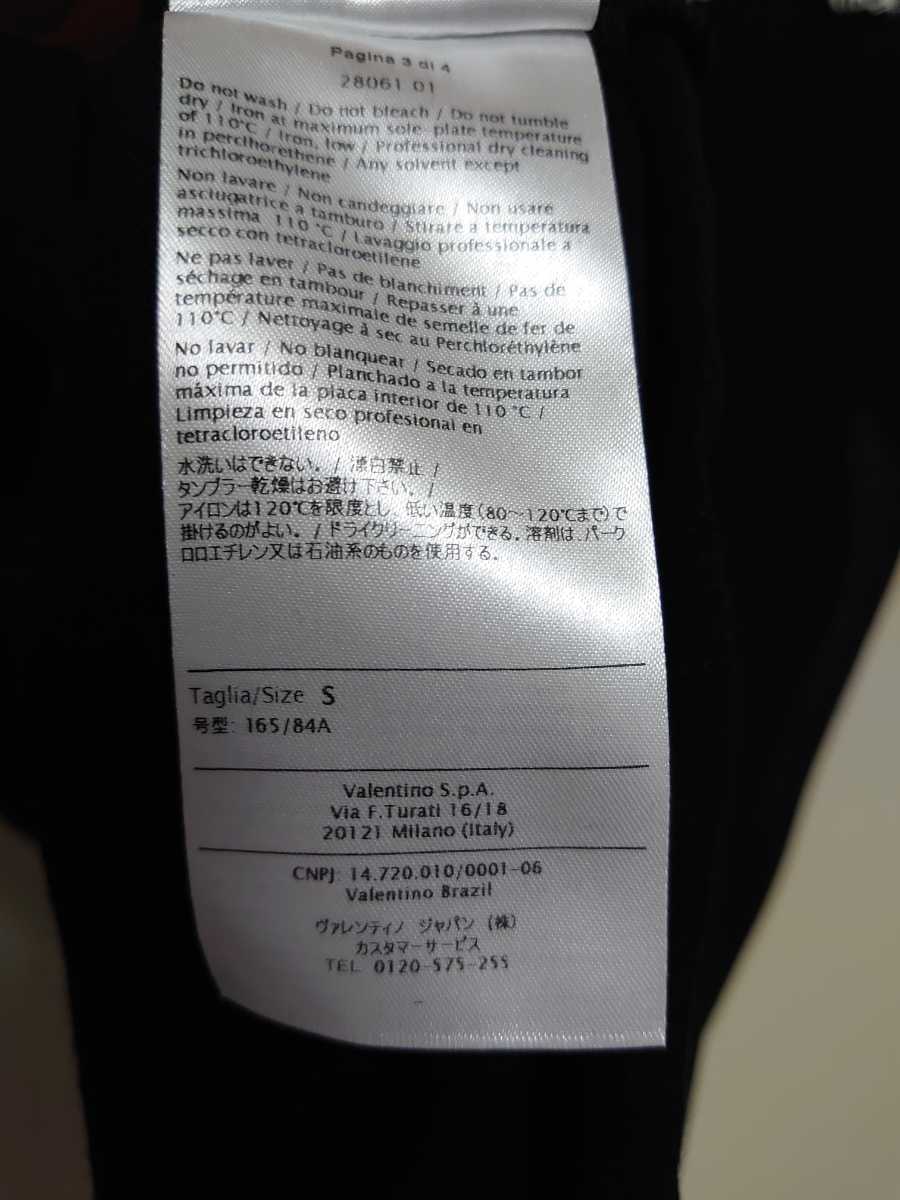 Pagina 3 di 4
28061 01
Do not wash / Do not bleach / Do not tumble
dry / Iron at maximum sole-plate temperature
of 110°C / Iron, low / Professional dry cleaning
in perclhorethene / Any solvent except
trichloroethylene
Non lavare / Non candeggiare / Non usare
asciugatrice a tamburo / Stirare a temperatura
massima 110 °C / Lavaggio professionale a
secco con tetracloroetilene
Ne pas laver / Pas de blanchiment / Pas de
séchage en tambour / Repasser à une
température maximale de semelle de fer de
110°C / Nettoyage à sec au Perchloréthylène
No lavar / No blanquear / Secado en tambor
no permitido / Planchado a la temperatura
máxima de la placa interior de 110 °C /
Limpieza en seco profesional en
tetracloroetileno
水洗いはできない。/ 漂白禁止 /
タンブラー乾燥はお避け下さい。/
アイロンは120℃を限度とし、低い温度(80～120℃まで)で
掛けるのがよい。/ ドライクリーニングができる。溶剤は、パーク
ロロエチレン又は石油系のものを使用する。
Taglia/Size S
号型: 165/84A
Valentino S.p.A.
Via F.Turati 16/18
20121 Milano (Italy)
CNPJ: 14.720.010/0001-06
Valentino Brazil
ヴァレンティノ ジャパン (株)
カスタマーサービス
TEL 0120-575-255